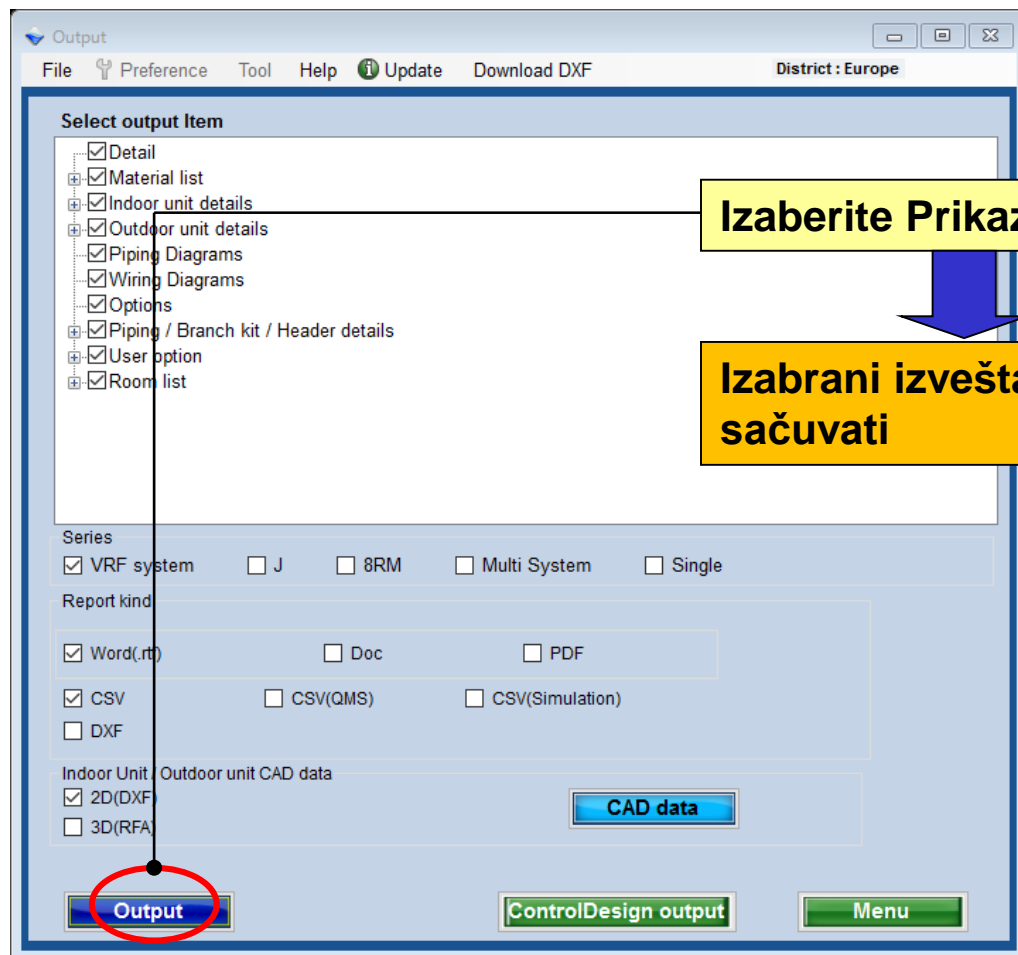 Output
File Preference Tool Help Update Download DXF District : Europe
Select output Item
Detail
Material list
Indoor unit details
Outdoor unit details
Piping Diagrams
Wiring Diagrams
Options
Piping / Branch kit / Header details
User option
Room list
Izaberite
Izabrani
sačuvati
Series
VRF system J 8RM Multi System Single
Report kind
Word(.rtf) Doc PDF
CSV CSV(QMS) CSV(Simulation)
DXF
Indoor Unit / Outdoor unit CAD data
2D(DXF)
3D(RFA)
CAD data
Output ControlDesign output Menu